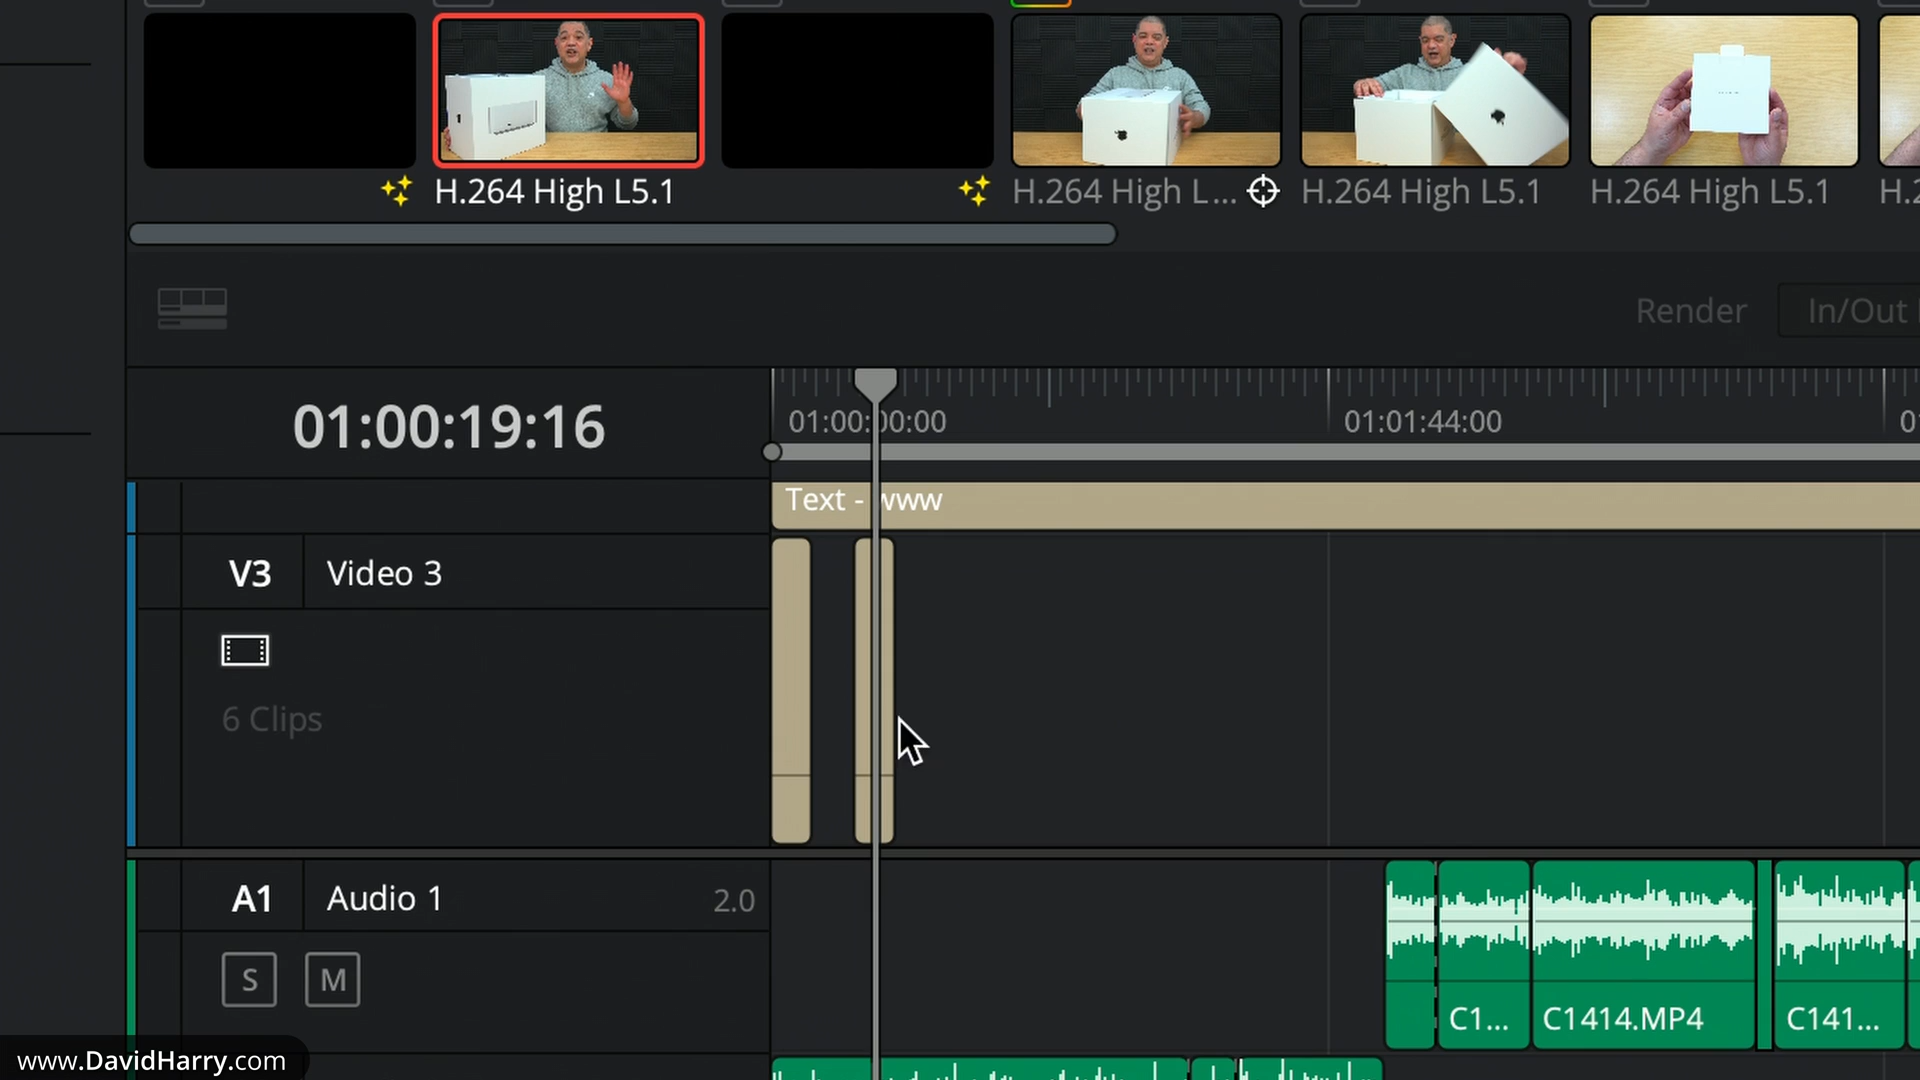 H.264 High L5.1
H.264 High L...
H.264 High L5.1
H.264 High L5.1
Render
In/Out
01:00:19:16
01:00:00:00
01:01:44:00
Text - www
V3
Video 3
6 Clips
A1
Audio 1
2.0
S
M
C1...
C1414.MP4
C141...
www.DavidHarry.com